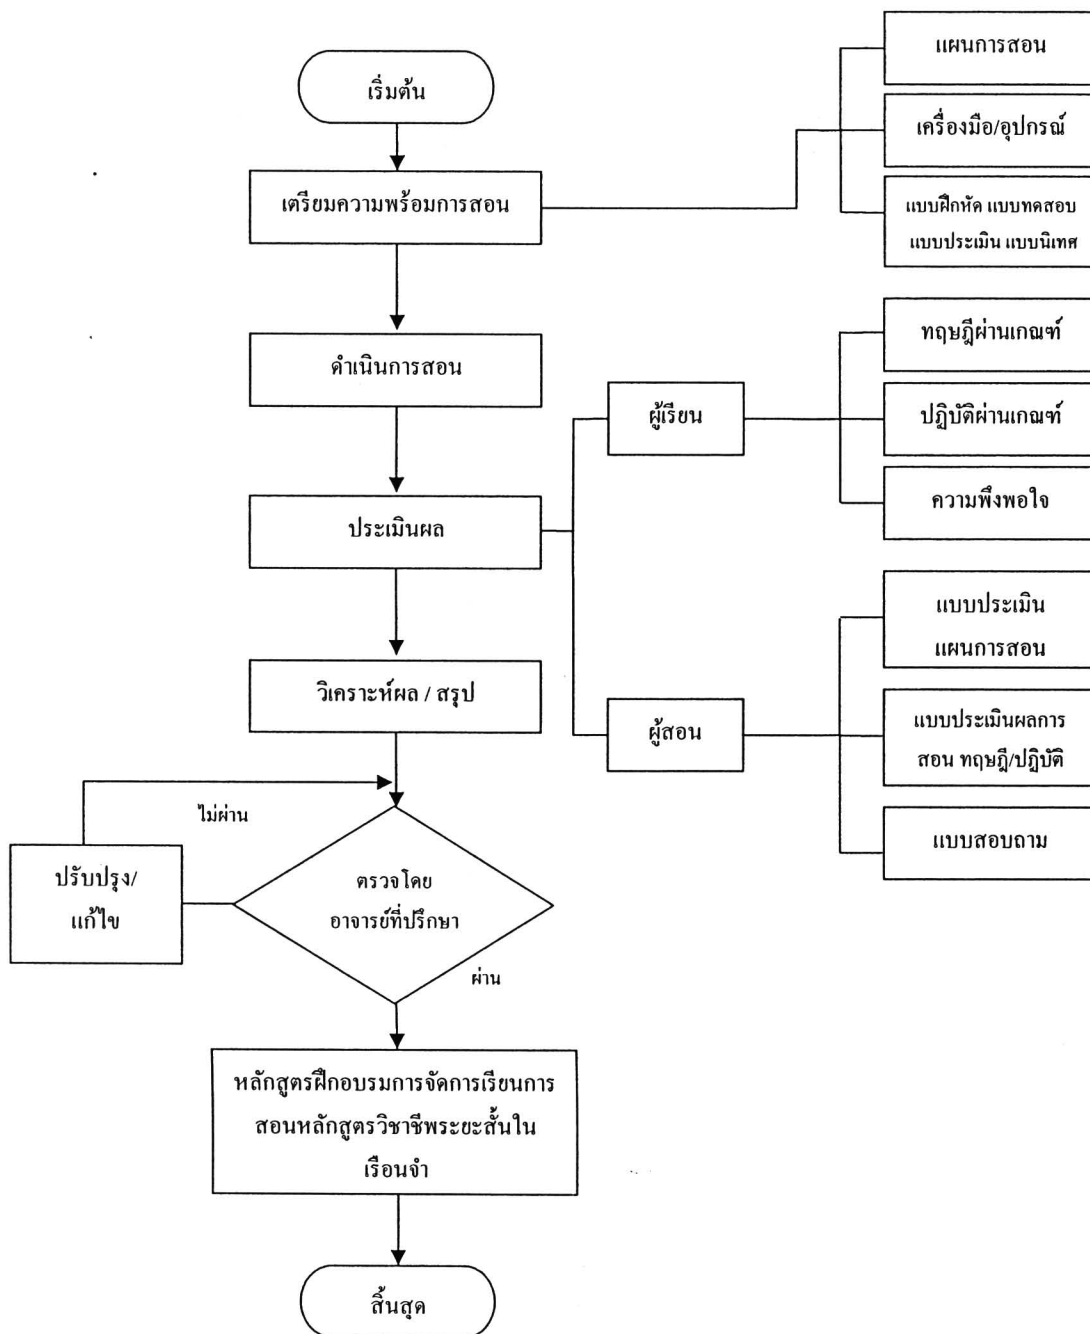 เริ่มต้น
เตรียมความพร้อมการสอน
แผนการสอน
เครื่องมือ/อุปกรณ์
แบบฝึกหัด แบบทดสอบ
แบบประเมิน แบบนิเทศ
ดำเนินการสอน
ประเมินผล
ผู้เรียน
ทฤษฎีผ่านเกณฑ์
ปฏิบัติผ่านเกณฑ์
ความพึงพอใจ
ผู้สอน
แบบประเมิน
แผนการสอน
แบบประเมินผลการ
สอน ทฤษฎี/ปฏิบัติ
แบบสอบถาม
วิเคราะห์ผล / สรุป
ไม่ผ่าน
ปรับปรุง/
แก้ไข
ตรวจโดย
อาจารย์ที่ปรึกษา
ผ่าน
หลักสูตรฝึกอบรมการจัดการเรียนการ
สอนหลักสูตรวิชาชีพระยะสั้นใน
เรือนจำ
สิ้นสุด